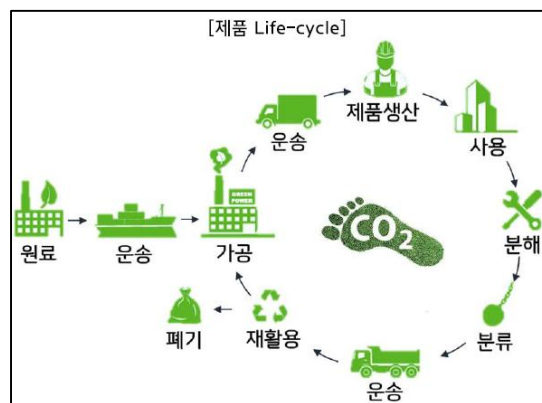 [제품 Life-cycle]
제품생산
운송
사용
GREEN
POWER
CO2
원료
운송
가공
분해
폐기
재활용
분류
운송